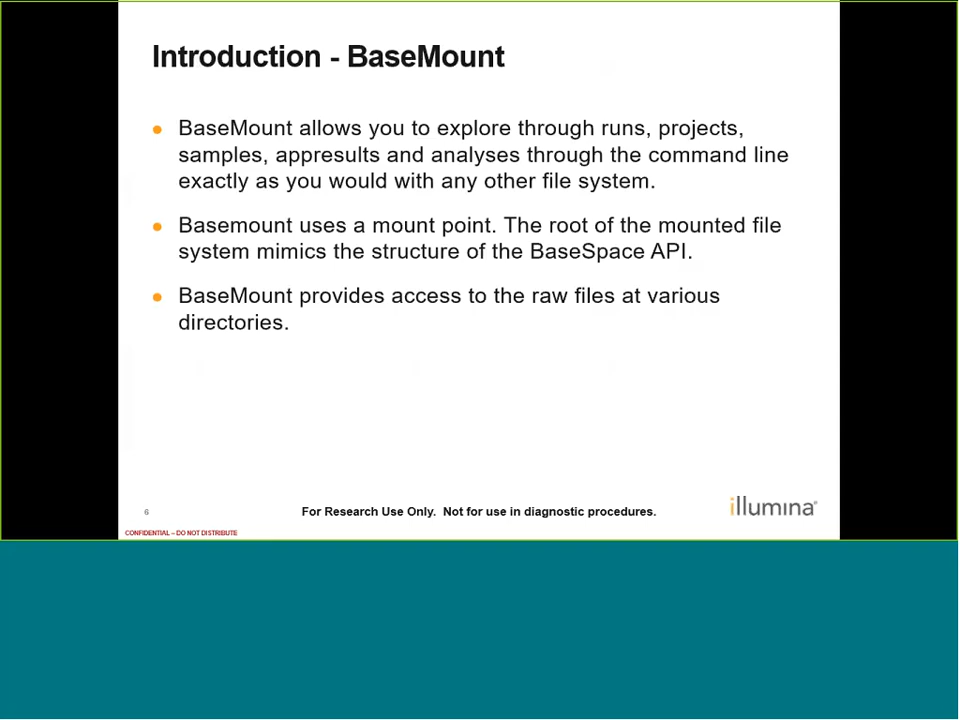 Introduction - BaseMount
BaseMount allows you to explore through runs, projects,
samples, appresults and analyses through the command line
exactly as you would with any other file system.
Basemount uses a mount point. The root of the mounted file
system mimics the structure of the BaseSpace API.
BaseMount provides access to the raw files at various
directories.
6
For Research Use Only.  Not for use in diagnostic procedures.
illumina®
CONFIDENTIAL – DO NOT DISTRIBUTE